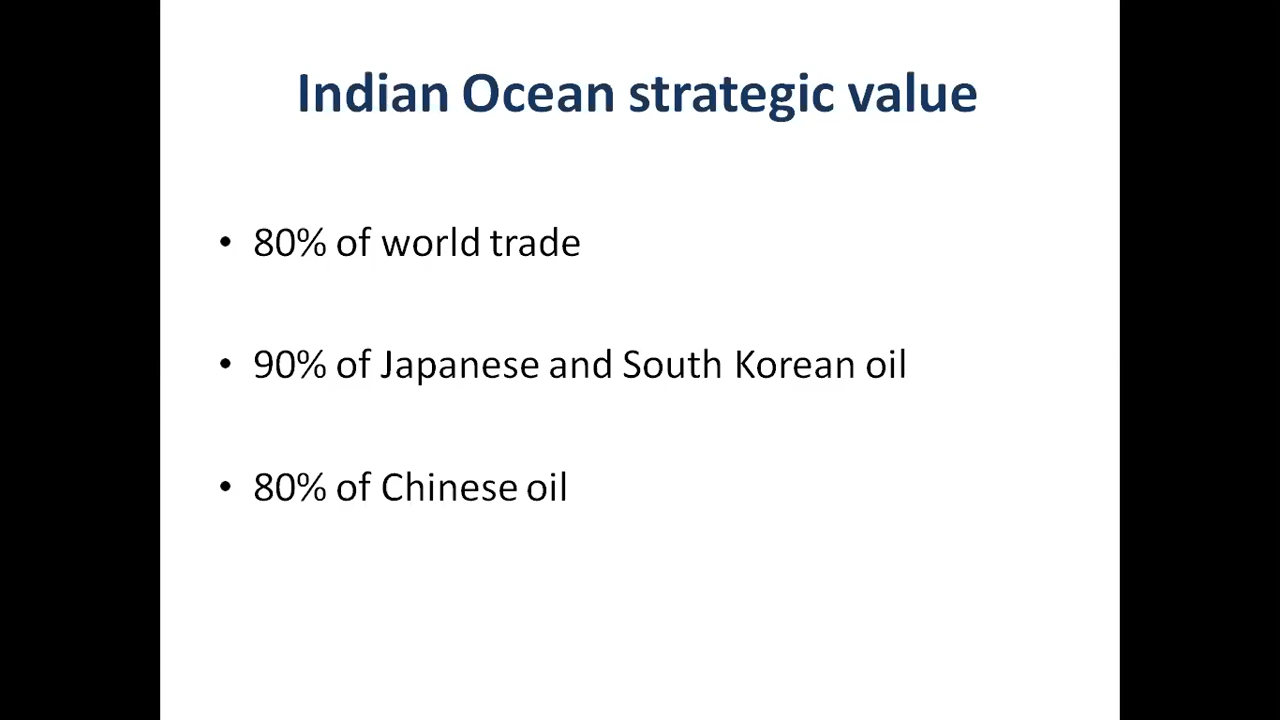 Indian Ocean strategic value
• 80% of world trade
• 90% of Japanese and South Korean oil
• 80% of Chinese oil